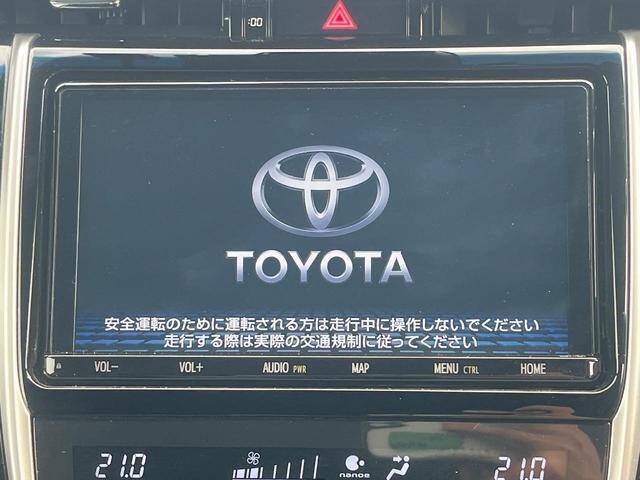 :00
TOYOTA
安全運転のために運転される方は走行中に操作しないでください
走行する際は実際の交通規制に従ってください
VOL− VOL+ AUDIO PWR MAP MENU CTRL HOME
21.0 nanoe 21.0